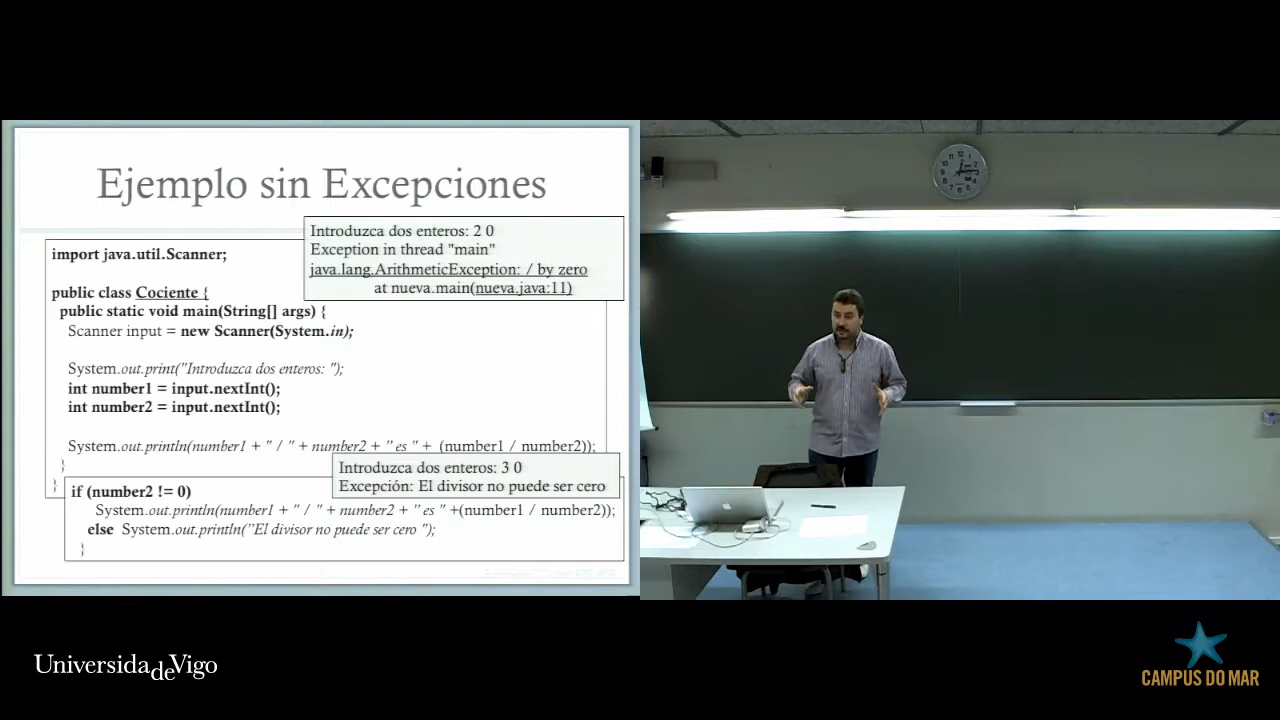 Ejemplo sin Excepciones
Introduzca dos enteros: 2 0
Exception in thread "main"
java.lang.ArithmeticException: / by zero
at nueva.main(nueva.java:11)
import java.util.Scanner;
public class Cociente {
public static void main(String[] args) {
Scanner input = new Scanner(System.in);
System.out.print("Introduzca dos enteros: ");
int number1 = input.nextInt();
int number2 = input.nextInt();
System.out.println(number1 + " / " + number2 + " es " + (number1 / number2));
}
}
Introduzca dos enteros: 3 0
Excepción: El divisor no puede ser cero
if (number2 != 0)
System.out.println(number1 + " / " + number2 + " es " +(number1 / number2));
else System.out.println("El divisor no puede ser cero ");
}
Universidade Vigo
CAMPUS DO MAR